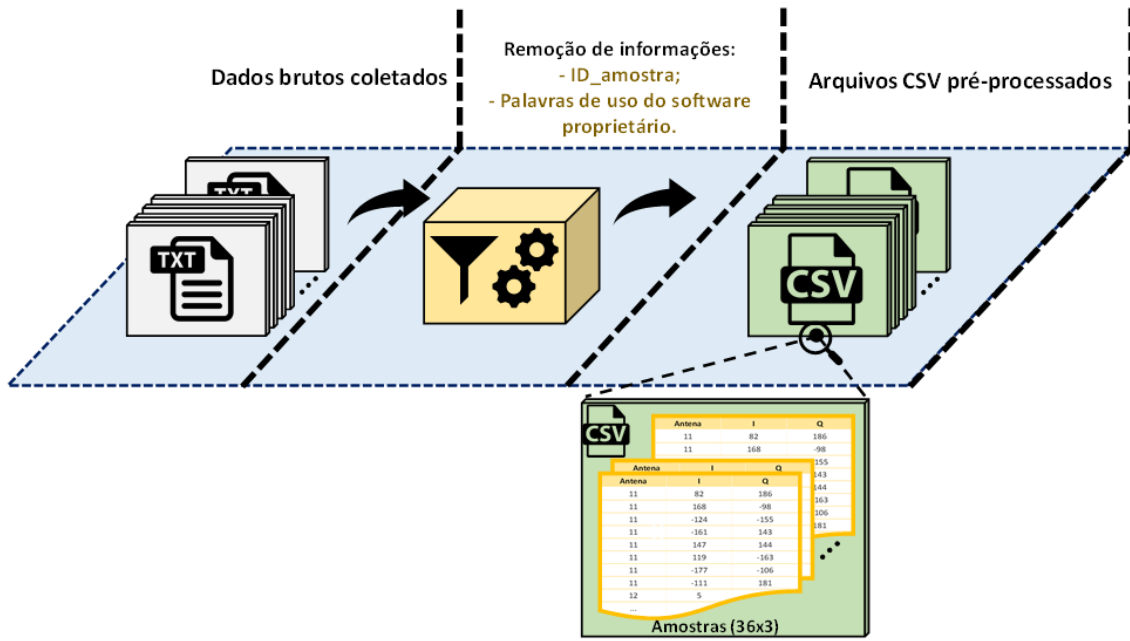 Dados brutos coletados
Remoção de informações:
- ID_amostra;
- Palavras de uso do software
proprietário.
Arquivos CSV pré-processados
TXT
TXT
CSV
CSV
Antena I Q
11 82 186
11 168 -98
155
143
144
163
106
181
Antena I Q
Antena I Q
11 82 186
11 168 -98
11 -124 -155
11 -161 143
11 147 144
11 119 -163
11 -177 -106
11 -111 181
12 5
...
Amostras (36x3)